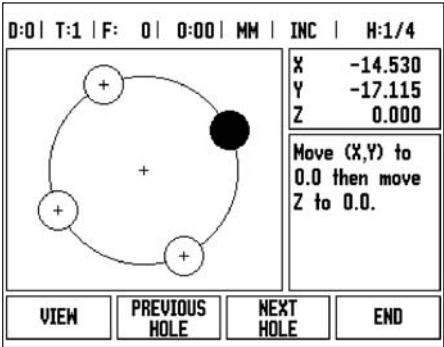 D:0| T:1 |F: 0| 0:00| MM | INC | H:1/4
X -14.530
Y -17.115
Z 0.000
Move (X,Y) to
0.0 then move
Z to 0.0.
VIEW
PREVIOUS
HOLE
NEXT
HOLE
END